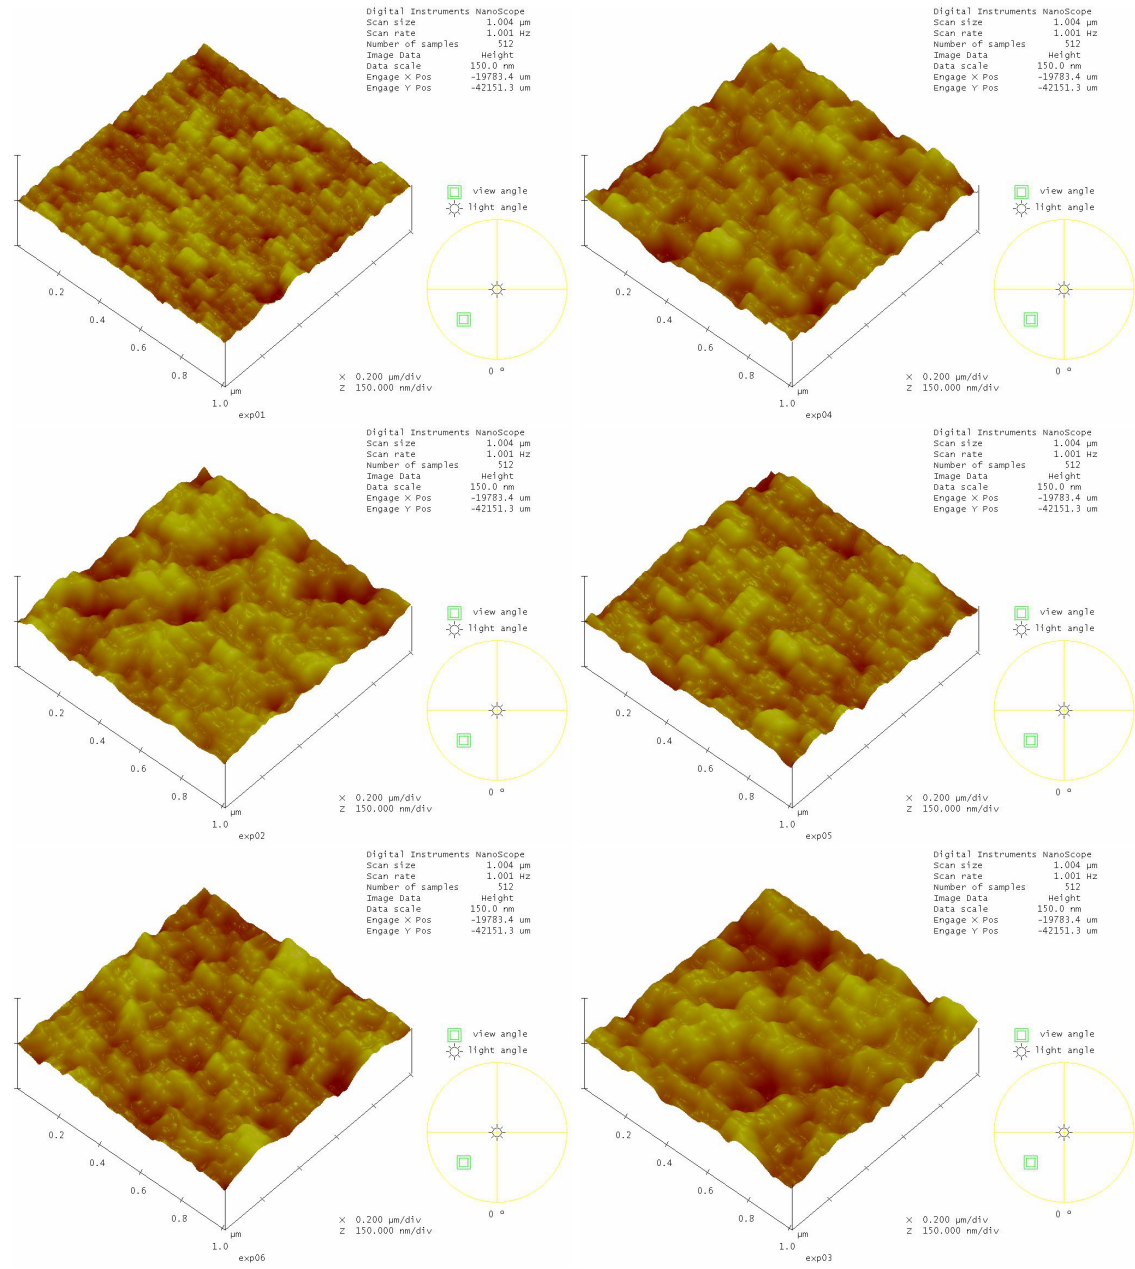 Digital Instruments NanoScope
Scan size 1.004 µm
Scan rate 1.001 Hz
Number of samples 512
Image Data Height
Data scale 150.0 nm
Engage X Pos -19783.4 um
Engage Y Pos -42151.3 um
view angle
light angle
0.2
0.4
0.6
0.8
1.0
µm
0 º
X 0.200 µm/div
Z 150.000 nm/div
exp01
Digital Instruments NanoScope
Scan size 1.004 µm
Scan rate 1.001 Hz
Number of samples 512
Image Data Height
Data scale 150.0 nm
Engage X Pos -19783.4 um
Engage Y Pos -42151.3 um
view angle
light angle
0.2
0.4
0.6
0.8
1.0
µm
0 º
X 0.200 µm/div
Z 150.000 nm/div
exp04
Digital Instruments NanoScope
Scan size 1.004 µm
Scan rate 1.001 Hz
Number of samples 512
Image Data Height
Data scale 150.0 nm
Engage X Pos -19783.4 um
Engage Y Pos -42151.3 um
view angle
light angle
0.2
0.4
0.6
0.8
1.0
µm
0 º
X 0.200 µm/div
Z 150.000 nm/div
exp02
Digital Instruments NanoScope
Scan size 1.004 µm
Scan rate 1.001 Hz
Number of samples 512
Image Data Height
Data scale 150.0 nm
Engage X Pos -19783.4 um
Engage Y Pos -42151.3 um
view angle
light angle
0.2
0.4
0.6
0.8
1.0
µm
0 º
X 0.200 µm/div
Z 150.000 nm/div
exp05
Digital Instruments NanoScope
Scan size 1.004 µm
Scan rate 1.001 Hz
Number of samples 512
Image Data Height
Data scale 150.0 nm
Engage X Pos -19783.4 um
Engage Y Pos -42151.3 um
view angle
light angle
0.2
0.4
0.6
0.8
1.0
µm
0 º
X 0.200 µm/div
Z 150.000 nm/div
exp06
Digital Instruments NanoScope
Scan size 1.004 µm
Scan rate 1.001 Hz
Number of samples 512
Image Data Height
Data scale 150.0 nm
Engage X Pos -19783.4 um
Engage Y Pos -42151.3 um
view angle
light angle
0.2
0.4
0.6
0.8
1.0
µm
0 º
X 0.200 µm/div
Z 150.000 nm/div
exp03